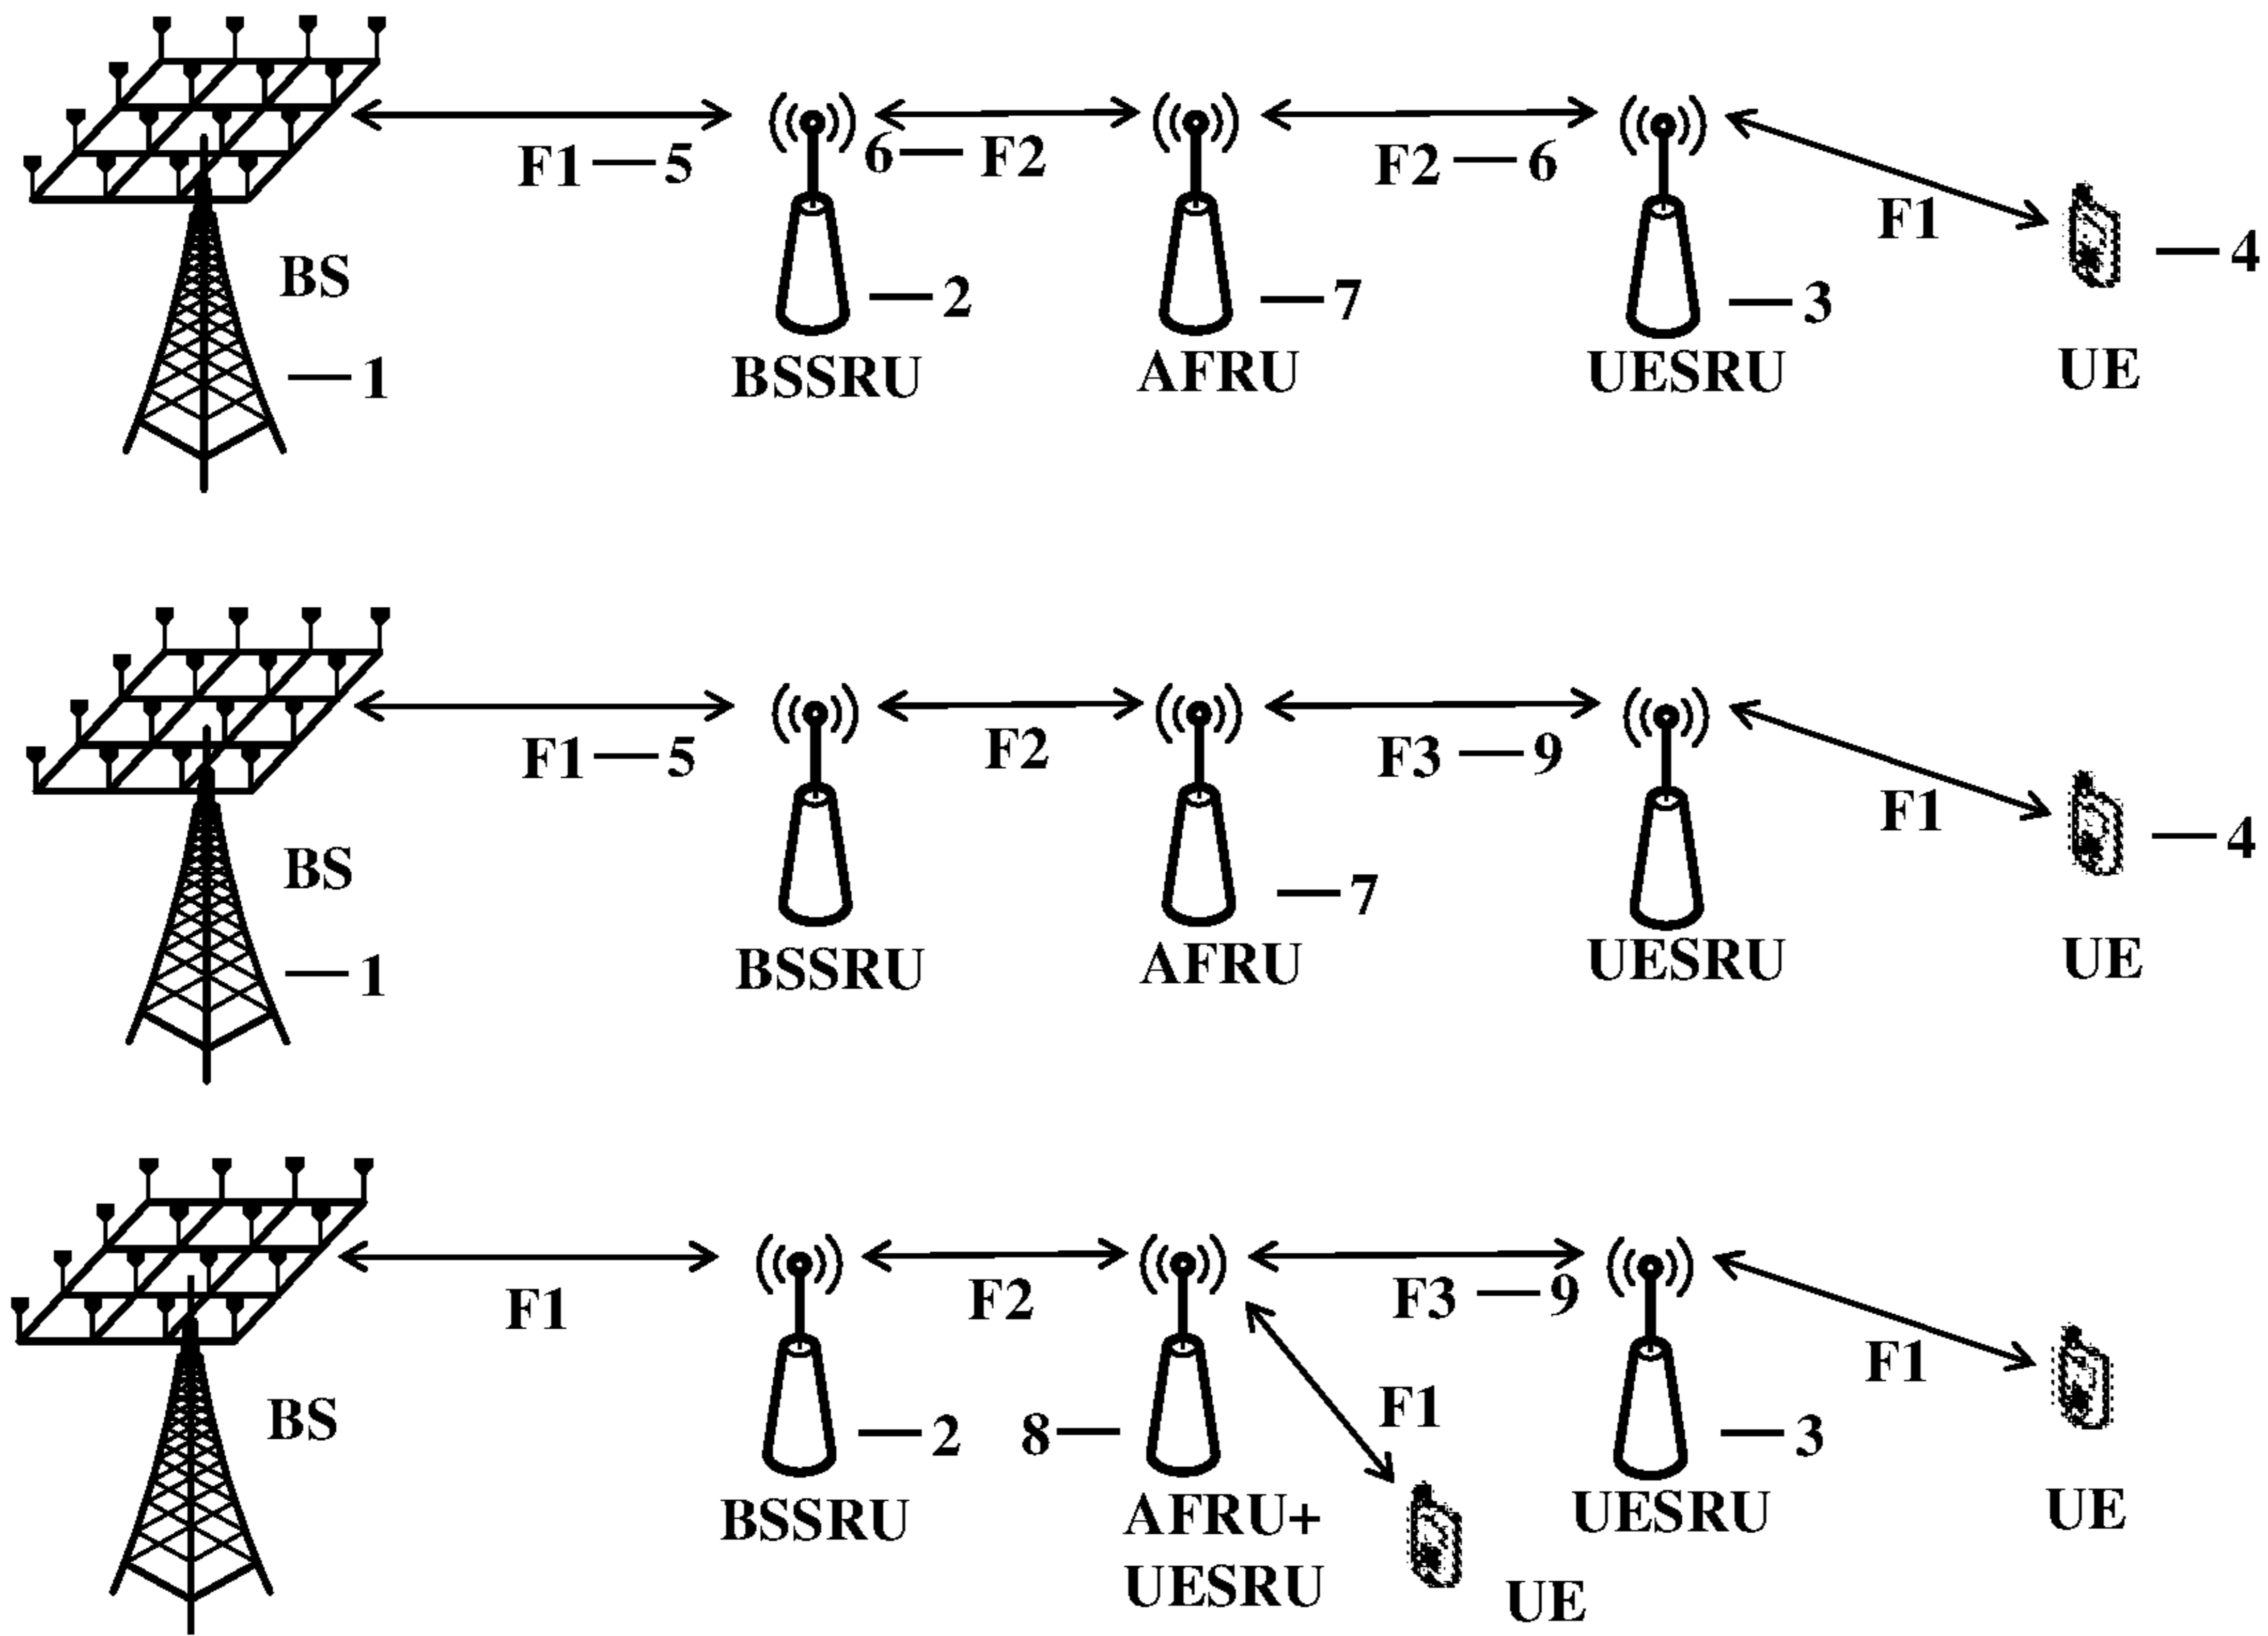 F1—5
6—F2
F2—6
F1
—4
BS
—2
—7
—3
—1
BSSRU
AFRU
UESRU
UE
F1—5
F2
F3—9
F1
—4
BS
—7
—1
BSSRU
AFRU
UESRU
UE
F1
F2
F3—9
F1
BS
F1
—2
8—
—3
BSSRU
AFRU+
UESRU
UESRU
UE
UE